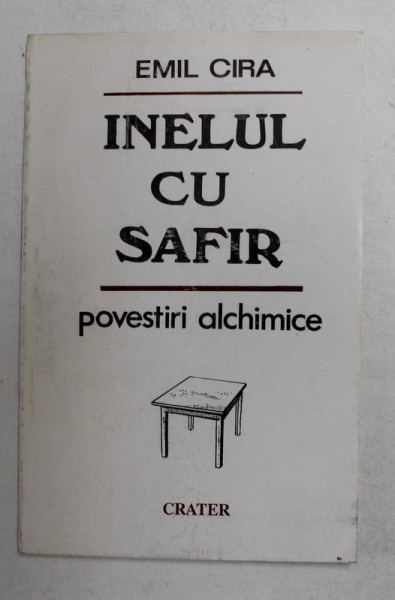 EMIL CIRA
INELUL
CU
SAFIR
povestiri alchimice
CRATER